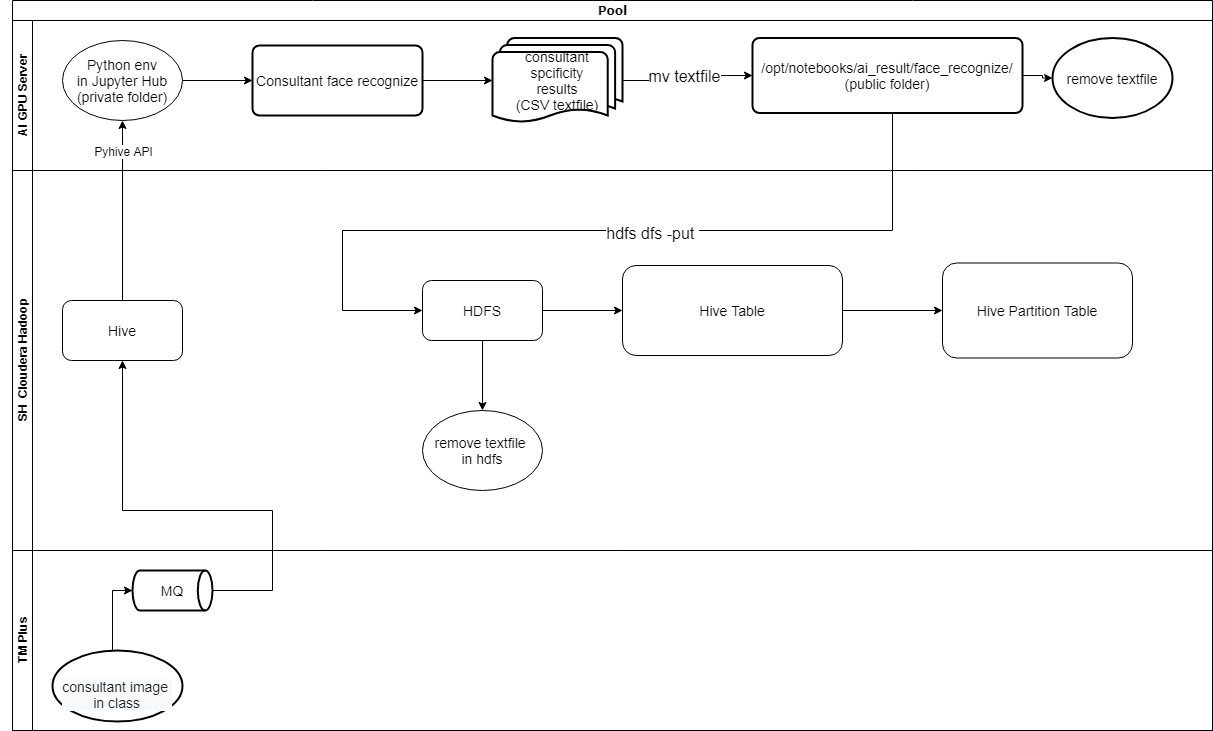 Pool
AI GPU Server
Python env
in Jupyter Hub
(private folder)
Consultant face recognize
consultant
spcificity
results
(CSV textfile)
mv textfile
/opt/notebooks/ai_result/face_recognize/
(public folder)
remove textfile
Pyhive API
SH Cloudera Hadoop
hdfs dfs -put
Hive
HDFS
Hive Table
Hive Partition Table
remove textfile
in hdfs
TM Plus
MQ
consultant image
in class